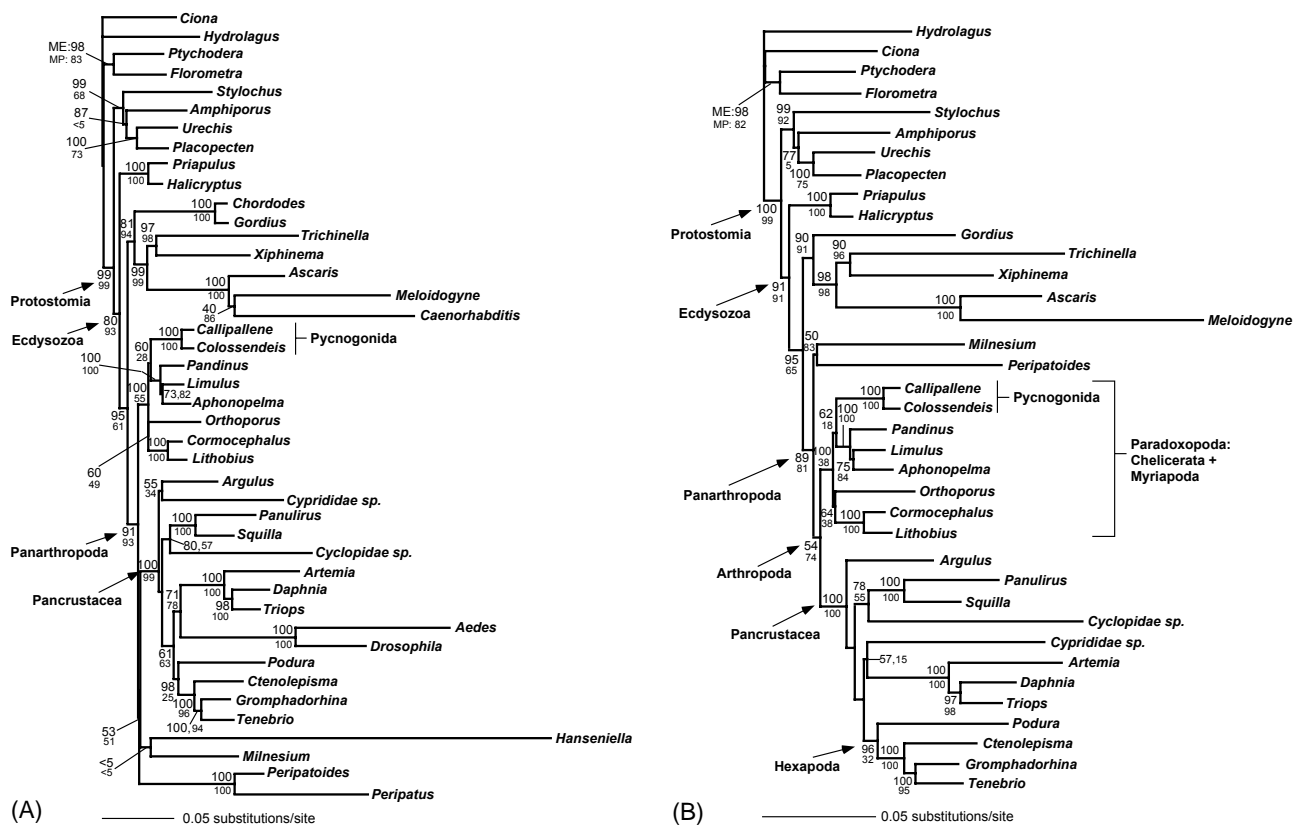 Ciona
Hydrolagus
ME:98
MP: 83
Ptychodera
Florometra
99
68
Stylochus
87
<5
Amphiporus
Urechis
100
73
Placopecten
100
100
Priapulus
Halicryptus
100
100
Chordodes
Gordius
81
94
97
98
Trichinella
Xiphinema
99
99
Ascaris
100
100
99
99
Protostomia
Meloidogyne
40
86
Caenorhabditis
80
93
Ecdysozoa
100
100
Callipallene
Colossendeis
Pycnogonida
60
28
100
100
Pandinus
Limulus
73,82
Aphonopelma
100
55
Orthoporus
95
61
100
100
Cormocephalus
Lithobius
60
49
Argulus
55
34
Cyprididae sp.
100
100
Panulirus
Squilla
91
93
Panarthropoda
80,57
Cyclopidae sp.
100
99
Pancrustacea
100
100
Artemia
Daphnia
98
100
Triops
71
78
100
100
Aedes
Drosophila
61
63
Podura
98
25
Ctenolepisma
100
96
Gromphadorhina
Tenebrio
100,94
53
51
Hanseniella
<5
<5
Milnesium
100
100
Peripatoides
Peripatus
(A)
0.05 substitutions/site
Hydrolagus
Ciona
Ptychodera
ME:98
MP: 82
Florometra
99
92
Stylochus
Amphiporus
77
5
Urechis
100
75
Placopecten
100
100
Priapulus
Halicryptus
100
99
Protostomia
90
91
Gordius
90
96
Trichinella
Xiphinema
98
98
100
100
Ascaris
Meloidogyne
91
91
Ecdysozoa
50
83
Milnesium
95
65
Peripatoides
100
100
Callipallene
Colossendeis
Pycnogonida
62
18
100
100
Pandinus
Limulus
75
84
Aphonopelma
Paradoxopoda:
Chelicerata +
Myriapoda
89
81
Panarthropoda
100
38
Orthoporus
64
38
100
100
Cormocephalus
Lithobius
54
74
Arthropoda
Argulus
78
55
100
100
Panulirus
Squilla
100
100
Pancrustacea
Cyclopidae sp.
Cyprididae sp.
57,15
100
100
Artemia
Daphnia
97
98
Triops
Podura
96
32
Hexapoda
100
100
Ctenolepisma
Gromphadorhina
100
95
Tenebrio
(B)
0.05 substitutions/site